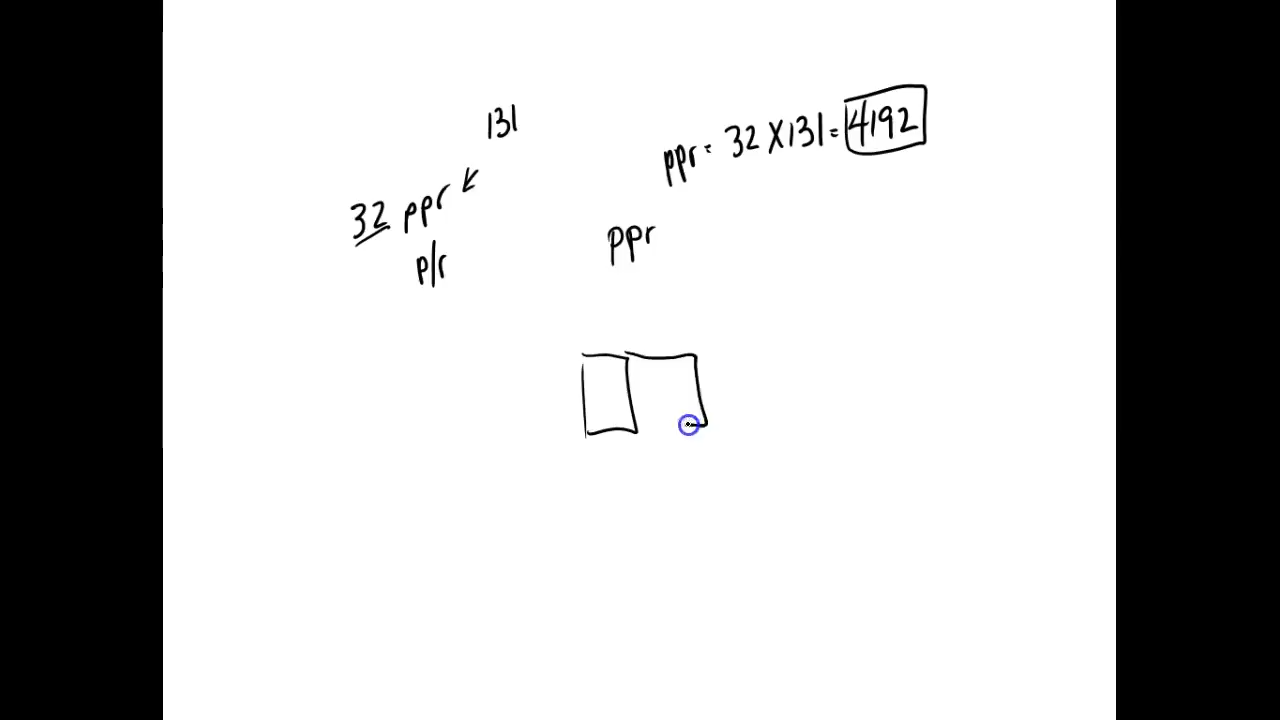 131
ppr = 32 X 131 = 4192
32 ppr
p/r
ppr